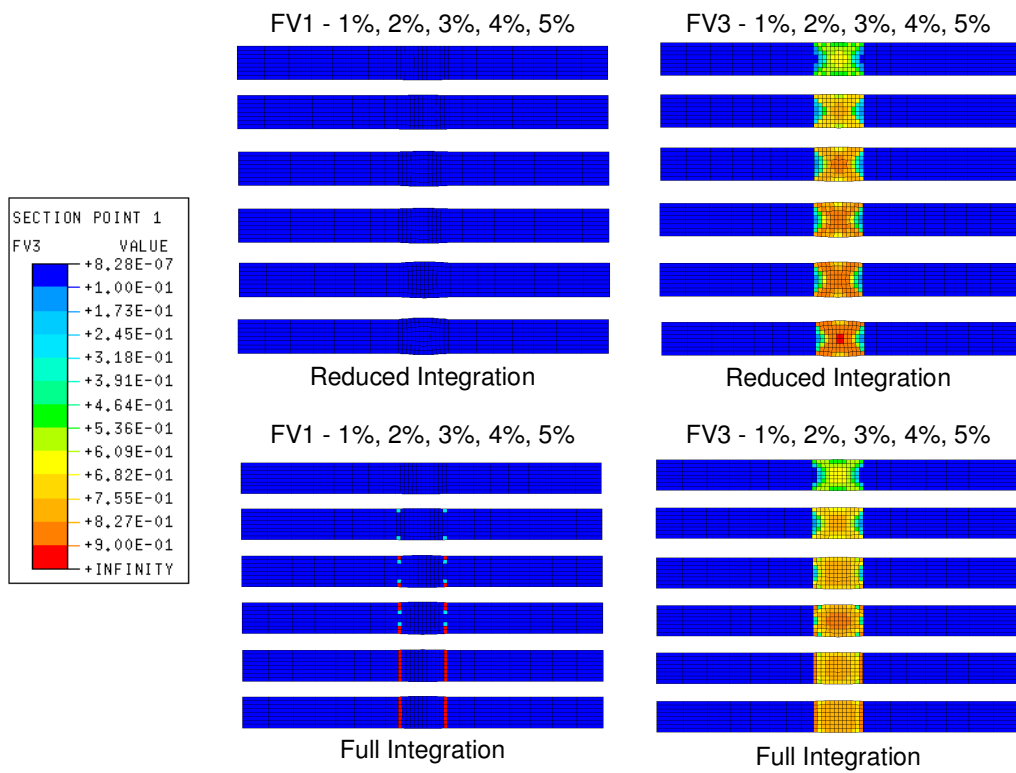 FV1 - 1%, 2%, 3%, 4%, 5%
FV3 - 1%, 2%, 3%, 4%, 5%
SECTION POINT 1
FV3 VALUE
+8.28E-07
+1.00E-01
+1.73E-01
+2.45E-01
+3.18E-01
+3.91E-01
+4.64E-01
+5.36E-01
+6.09E-01
+6.82E-01
+7.55E-01
+8.27E-01
+9.00E-01
+INFINITY
Reduced Integration
Reduced Integration
FV1 - 1%, 2%, 3%, 4%, 5%
FV3 - 1%, 2%, 3%, 4%, 5%
Full Integration
Full Integration